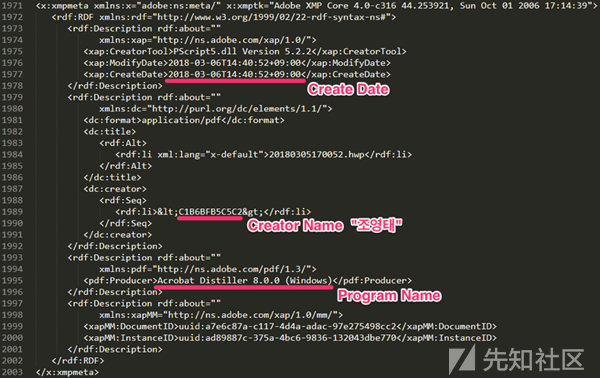 1971 <x:xmpmeta xmlns:x="adobe:ns:meta/" x:xmptk="Adobe XMP Core 4.0-c316 44.253921, Sun Oct 01 2006 17:14:39">
1972 <rdf:RDF xmlns:rdf="http://www.w3.org/1999/02/22-rdf-syntax-ns#">
1973 <rdf:Description rdf:about=""
1974 xmlns:xap="http://ns.adobe.com/xap/1.0/">
1975 <xap:CreatorTool>PScript5.dll Version 5.2.2</xap:CreatorTool>
1976 <xap:ModifyDate>2018-03-06T14:40:52+09:00</xap:ModifyDate>
1977 <xap:CreateDate>2018-03-06T14:40:52+09:00</xap:CreateDate>
1978 </rdf:Description>
Create Date
1979 <rdf:Description rdf:about=""
1980 xmlns:dc="http://purl.org/dc/elements/1.1/">
1981 <dc:format>application/pdf</dc:format>
1982 <dc:title>
1983 <rdf:Alt>
1984 <rdf:li xml:lang="x-default">20180305170052.hwp</rdf:li>
1985 </rdf:Alt>
1986 </dc:title>
1987 <dc:creator>
1988 <rdf:Seq>
1989 <rdf:li>&lt;C1B6BFB5C5C2&gt;</rdf:li>
1990 </rdf:Seq>
Creator Name "조영태"
1991 </dc:creator>
1992 </rdf:Description>
1993 <rdf:Description rdf:about=""
1994 xmlns:pdf="http://ns.adobe.com/pdf/1.3/">
1995 <pdf:Producer>Acrobat Distiller 8.0.0 (Windows)</pdf:Producer>
1996 </rdf:Description>
Program Name
1997 <rdf:Description rdf:about=""
1998 xmlns:xapMM="http://ns.adobe.com/xap/1.0/mm/">
1999 <xapMM:DocumentID>uuid:a7e6c87a-c117-4d4a-adac-97e275498cc2</xapMM:DocumentID>
2000 <xapMM:InstanceID>uuid:ad89887c-375a-4bc6-9836-132043dbe770</xapMM:InstanceID>
2001 </rdf:Description>
2002 </rdf:RDF>
2003 </x:xmpmeta>
先知社区